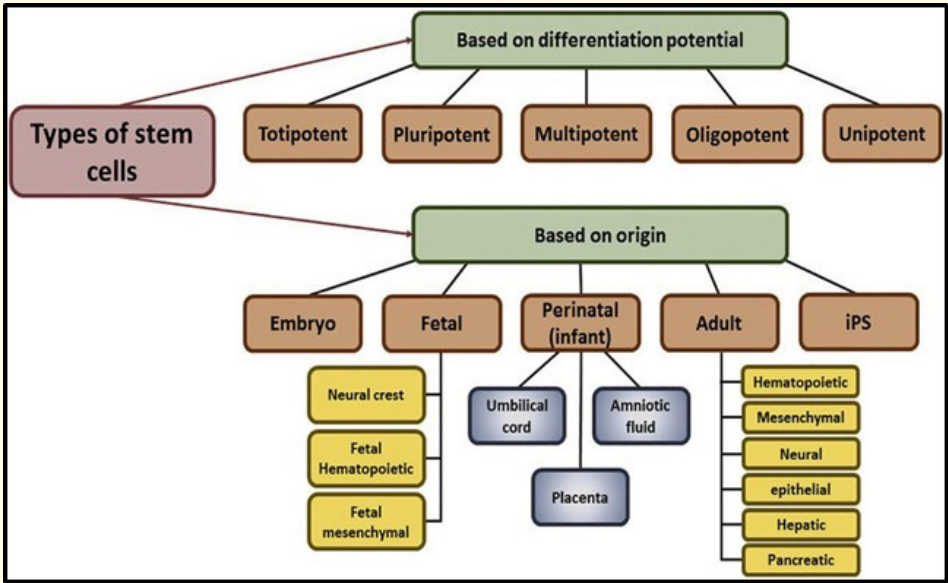 Based on differentiation potential
Types of stem
cells
Totipotent
Pluripotent
Multipotent
Oligopotent
Unipotent
Based on origin
Embryo
Fetal
Perinatal
(infant)
Adult
iPS
Neural crest
Fetal
Hematopoietic
Fetal
mesenchymal
Umbilical
cord
Amniotic
fluid
Placenta
Hematopoietic
Mesenchymal
Neural
epithelial
Hepatic
Pancreatic